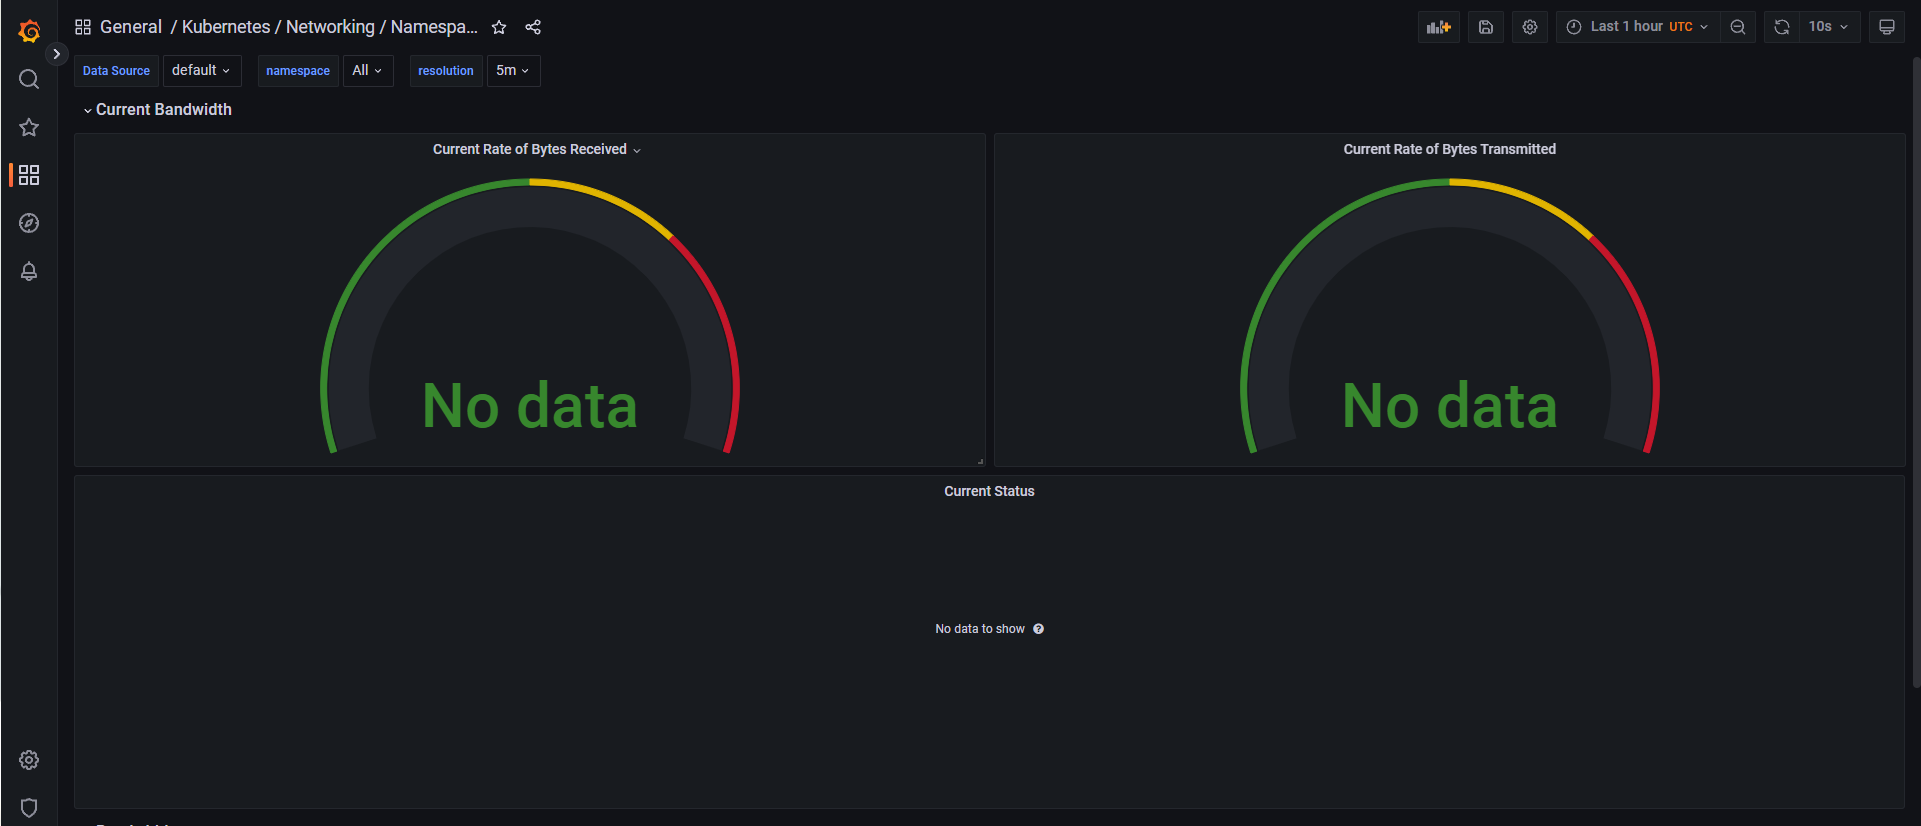 General / Kubernetes / Networking / Namespa...
Last 1 hour UTC
10s
Data Source default namespace All resolution 5m
Current Bandwidth
Current Rate of Bytes Received
No data
Current Rate of Bytes Transmitted
No data
Current Status
No data to show